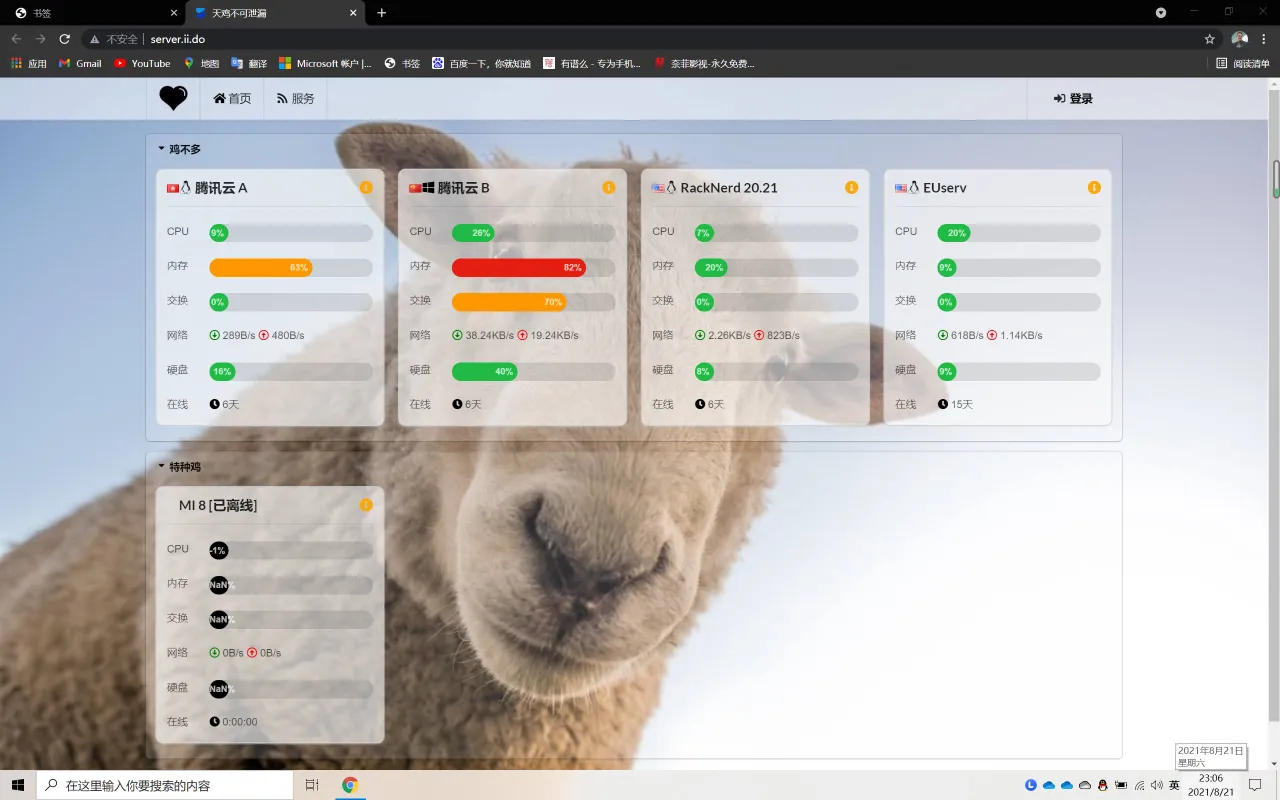 书签
天鸡不可泄漏
不安全 server.ii.do
应用 Gmail YouTube 地图 翻译 Microsoft 帐户 |... 书签 百度一下，你就知道 有谱么 - 专为手机... 奈菲影视-永久免费... 阅读清单
首页 服务 登录
鸡不多
腾讯云 A
CPU 9%
内存 63%
交换 0%
网络 289B/s 480B/s
硬盘 16%
在线 6天
腾讯云 B
CPU 26%
内存 82%
交换 70%
网络 38.24KB/s 19.24KB/s
硬盘 40%
在线 6天
RackNerd 20.21
CPU 7%
内存 20%
交换 0%
网络 2.26KB/s 823B/s
硬盘 8%
在线 6天
EUserv
CPU 20%
内存 9%
交换 0%
网络 618B/s 1.14KB/s
硬盘 9%
在线 15天
特种鸡
MI 8 [已离线]
CPU -1%
内存 NaN%
交换 NaN%
网络 0B/s 0B/s
硬盘 NaN%
在线 0:00:00
2021年8月21日
星期六
在这里输入你要搜索的内容
英
23:06
2021/8/21